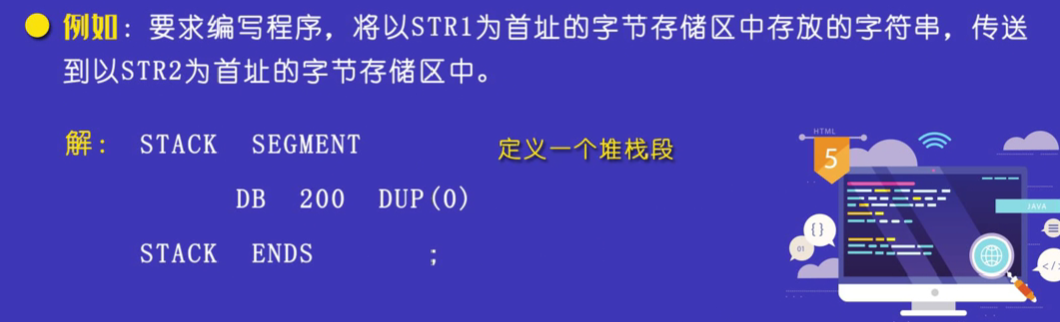 例如：要求编写程序，将以STR1为首址的字节存储区中存放的字符串，传送
到以STR2为首址的字节存储区中。
解： STACK SEGMENT 定义一个堆栈段
DB 200 DUP(0)
STACK ENDS ;
HTML
5
JAVA
{}
01
</>